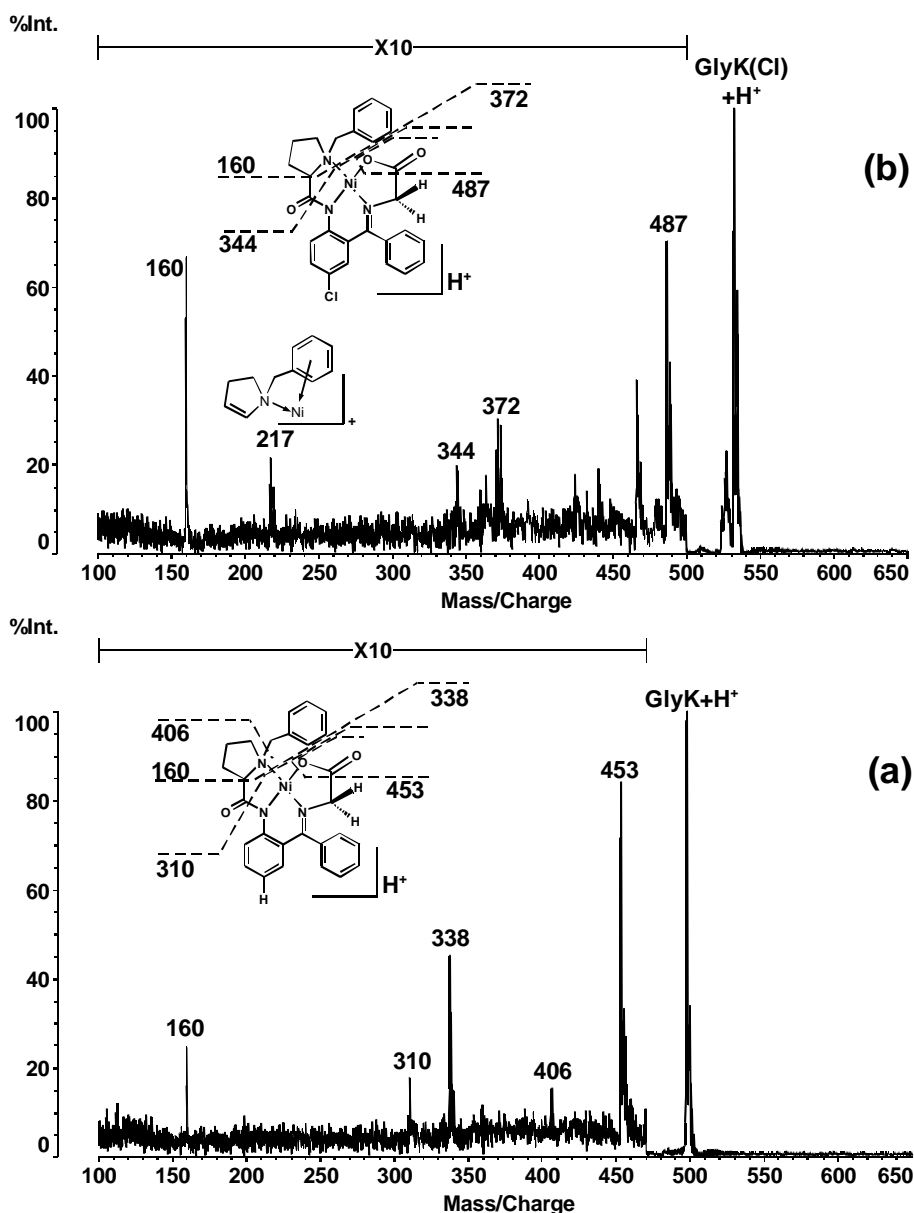 %Int.
X10
GlyK(Cl)
+H+
(b)
372
160
487
344
N
O
O
Ni
H
O
N
N
H
Cl
H+
100
80
60
40
20
0
160
Ni
N
+
217
344
372
487
100 150 200 250 300 350 400 450 500 550 600 650
Mass/Charge
%Int.
X10
GlyK+H+
(a)
338
406
160
453
310
N
O
O
Ni
H
O
N
N
H
H
H+
100
80
60
40
20
0
160
310
338
406
453
100 150 200 250 300 350 400 450 500 550 600 650
Mass/Charge